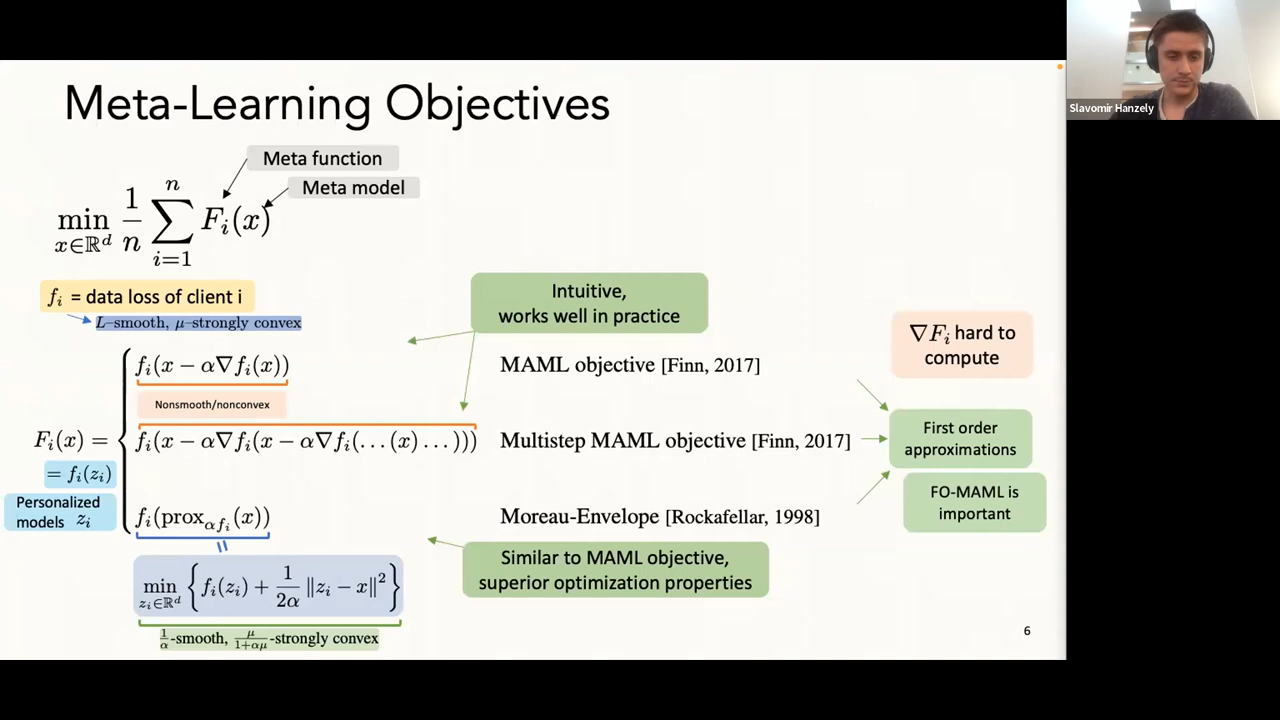 Meta-Learning Objectives
Slavomir Hanzely
Meta function
Meta model
min_{x∈ℝ^d} 1/n ∑_{i=1}^{n} F_i(x)
f_i = data loss of client i
L–smooth, μ–strongly convex
Intuitive,
works well in practice
∇F_i hard to
compute
f_i(x − α∇f_i(x))
MAML objective [Finn, 2017]
Nonsmooth/nonconvex
F_i(x) =
f_i(x − α∇f_i(x − α∇f_i(...(x)...)))
Multistep MAML objective [Finn, 2017]
First order
approximations
= f_i(z_i)
Personalized
models z_i
FO-MAML is
important
f_i(prox_{αf_i}(x))
Moreau-Envelope [Rockafellar, 1998]
Similar to MAML objective,
superior optimization properties
min_{z_i∈ℝ^d} { f_i(z_i) + 1/2α ‖z_i − x‖² }
1/α-smooth, μ/1+αμ-strongly convex
6